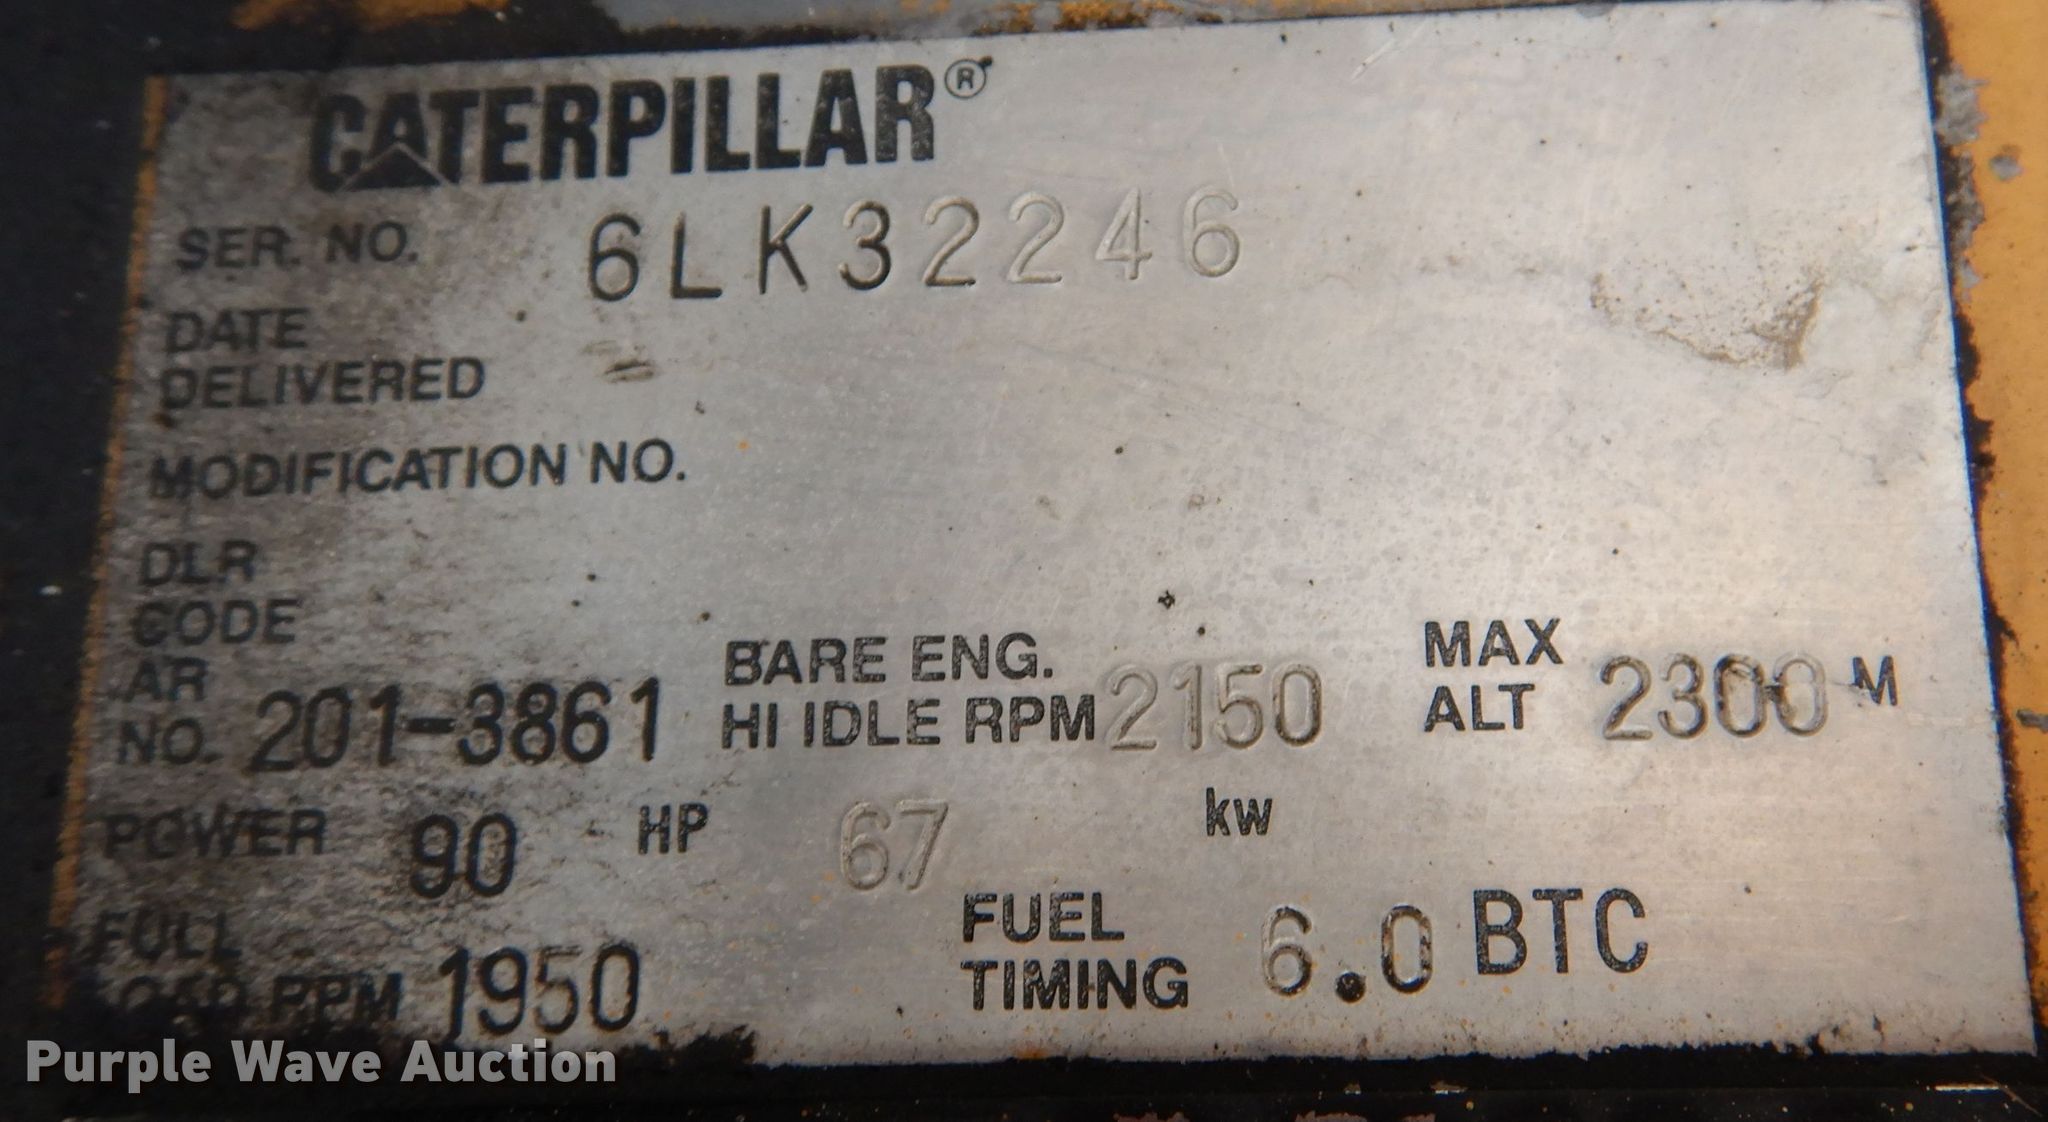 CATERPILLAR®
SER. NO. 6LK32246
DATE
DELIVERED
MODIFICATION NO.
DLR
CODE
AR
NO. 201-3861
BARE ENG.
HI IDLE RPM 2150
MAX
ALT 2300 M
POWER 90 HP 67 kw
FULL
LOAD RPM 1950
FUEL
TIMING 6.0 BTC
Purple Wave Auction